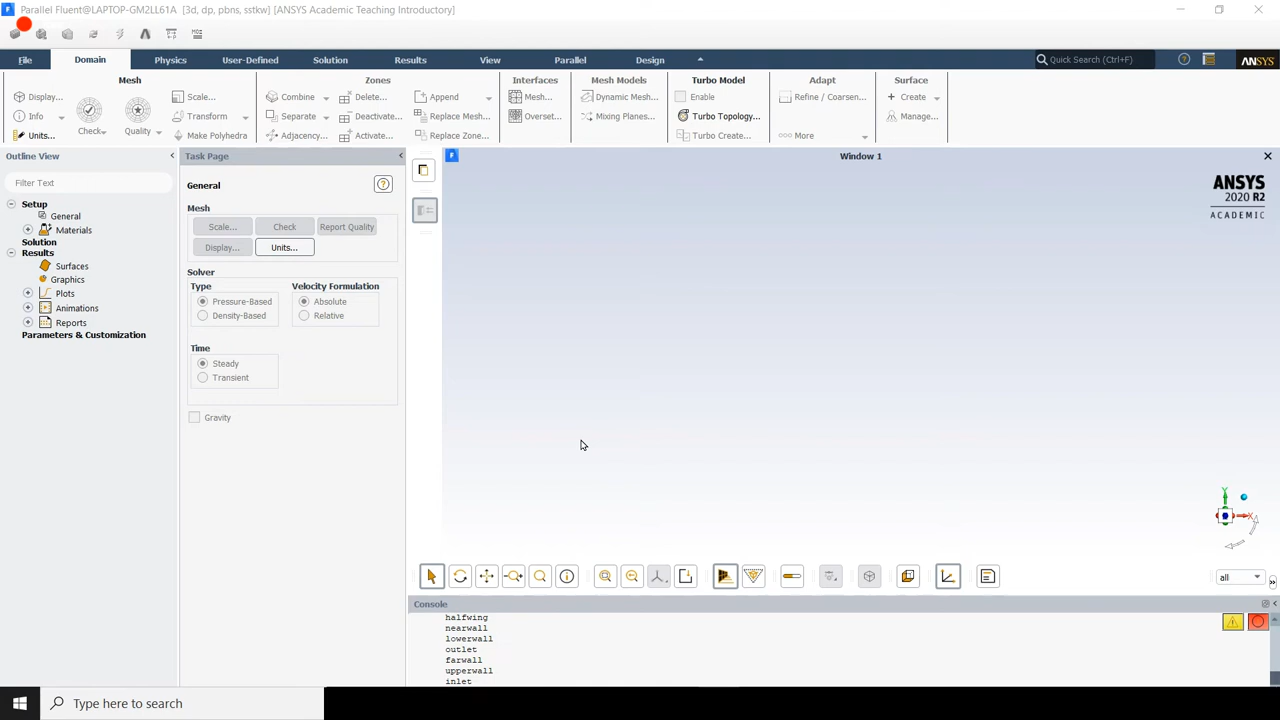 Parallel Fluent@LAPTOP-GM2LL61A [3d, dp, pbns, sstkw] [ANSYS Academic Teaching Introductory]
File Domain Physics User-Defined Solution Results View Parallel Design Quick Search (Ctrl+F) ANSYS
Mesh Zones Interfaces Mesh Models Turbo Model Adapt Surface
Display... Scale... Combine Delete... Append Mesh... Dynamic Mesh... Enable Refine / Coarsen... Create
Info Check Quality Transform Separate Deactivate... Replace Mesh... Overset... Mixing Planes... Turbo Topology... Manage...
Units... Make Polyhedra Adjacency... Activate... Replace Zone... Turbo Create... More
Outline View
Filter Text
Setup
General
Materials
Solution
Results
Surfaces
Graphics
Plots
Animations
Reports
Parameters & Customization
Task Page
General
Mesh
Scale... Check Report Quality
Display... Units...
Solver
Type Velocity Formulation
Pressure-Based Absolute
Density-Based Relative
Time
Steady
Transient
Gravity
Window 1
ANSYS
2020 R2
ACADEMIC
Y
X
all
Console
halfwing
nearwall
lowerwall
outlet
farwall
upperwall
inlet
Type here to search